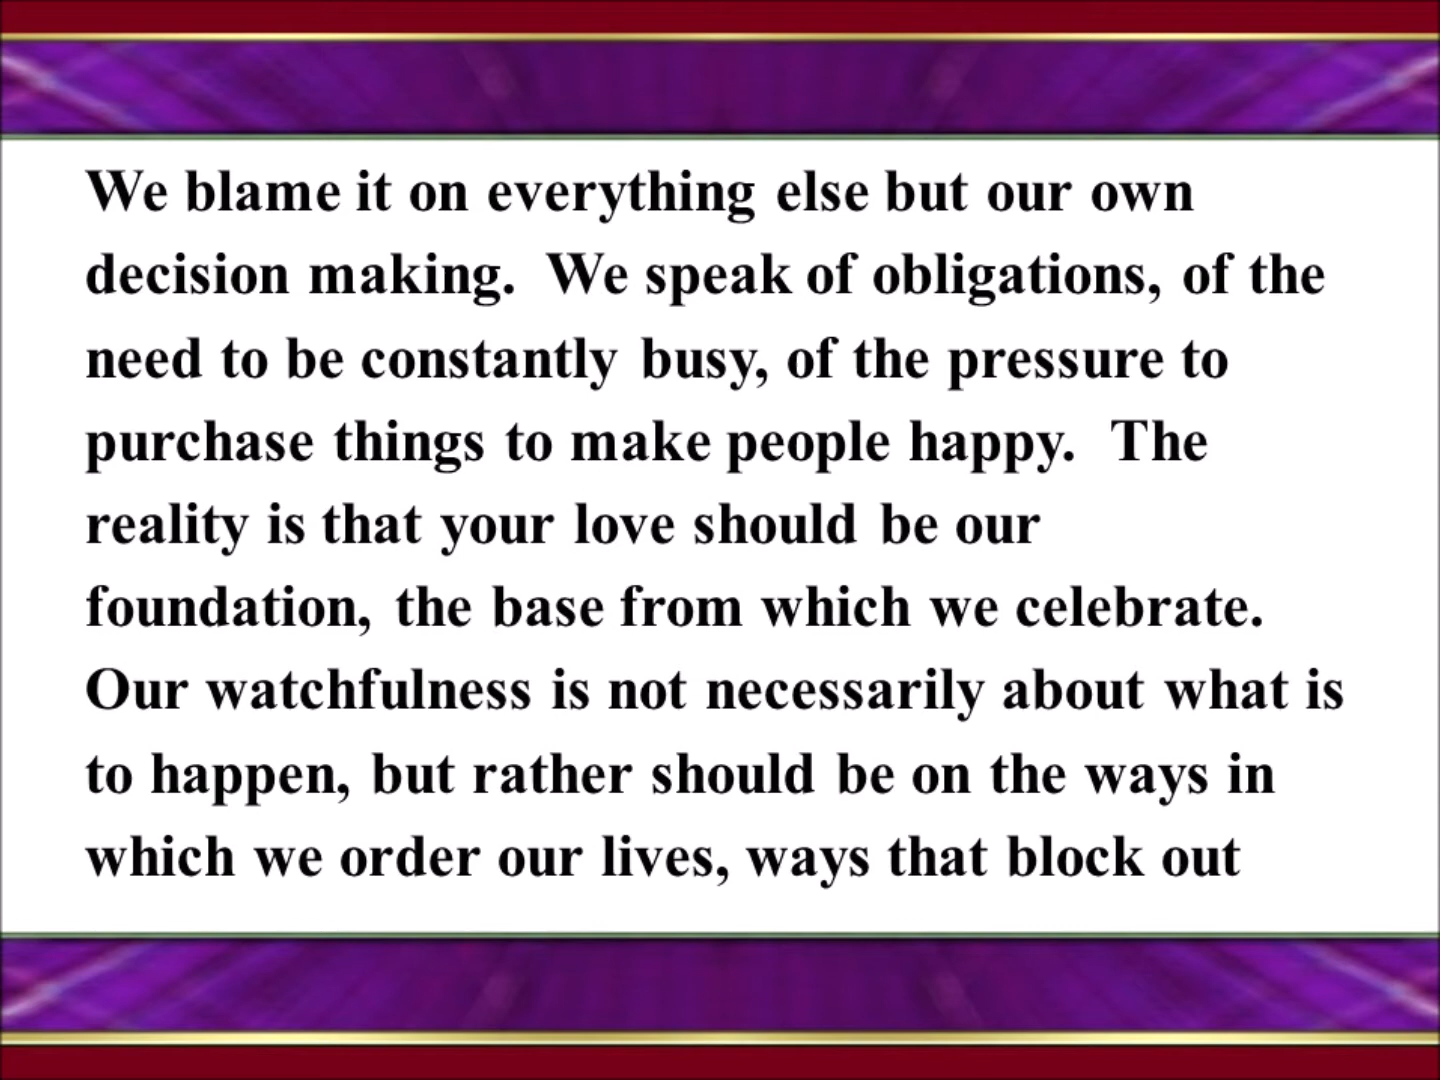 We blame it on everything else but our own
decision making.  We speak of obligations, of the
need to be constantly busy, of the pressure to
purchase things to make people happy.  The
reality is that your love should be our
foundation, the base from which we celebrate.
Our watchfulness is not necessarily about what is
to happen, but rather should be on the ways in
which we order our lives, ways that block out